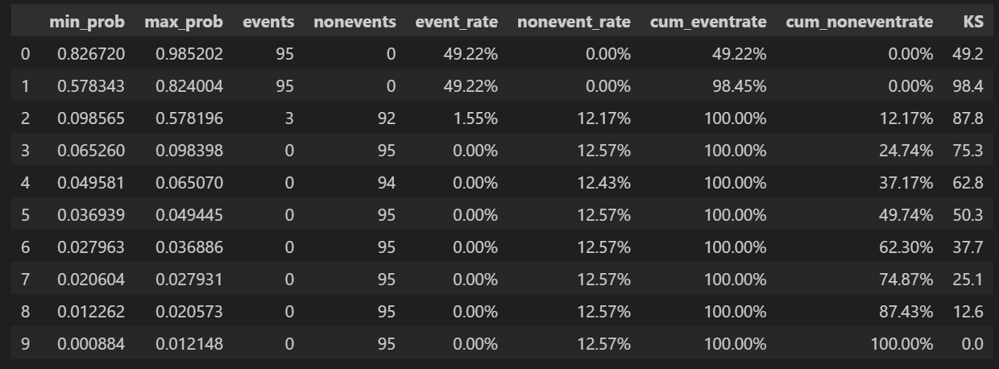 min_prob max_prob events nonevents event_rate nonevent_rate cum_eventrate cum_noneventrate KS
0 0.826720 0.985202 95 0 49.22% 0.00% 49.22% 0.00% 49.2
1 0.578343 0.824004 95 0 49.22% 0.00% 98.45% 0.00% 98.4
2 0.098565 0.578196 3 92 1.55% 12.17% 100.00% 12.17% 87.8
3 0.065260 0.098398 0 95 0.00% 12.57% 100.00% 24.74% 75.3
4 0.049581 0.065070 0 94 0.00% 12.43% 100.00% 37.17% 62.8
5 0.036939 0.049445 0 95 0.00% 12.57% 100.00% 49.74% 50.3
6 0.027963 0.036886 0 95 0.00% 12.57% 100.00% 62.30% 37.7
7 0.020604 0.027931 0 95 0.00% 12.57% 100.00% 74.87% 25.1
8 0.012262 0.020573 0 95 0.00% 12.57% 100.00% 87.43% 12.6
9 0.000884 0.012148 0 95 0.00% 12.57% 100.00% 100.00% 0.0